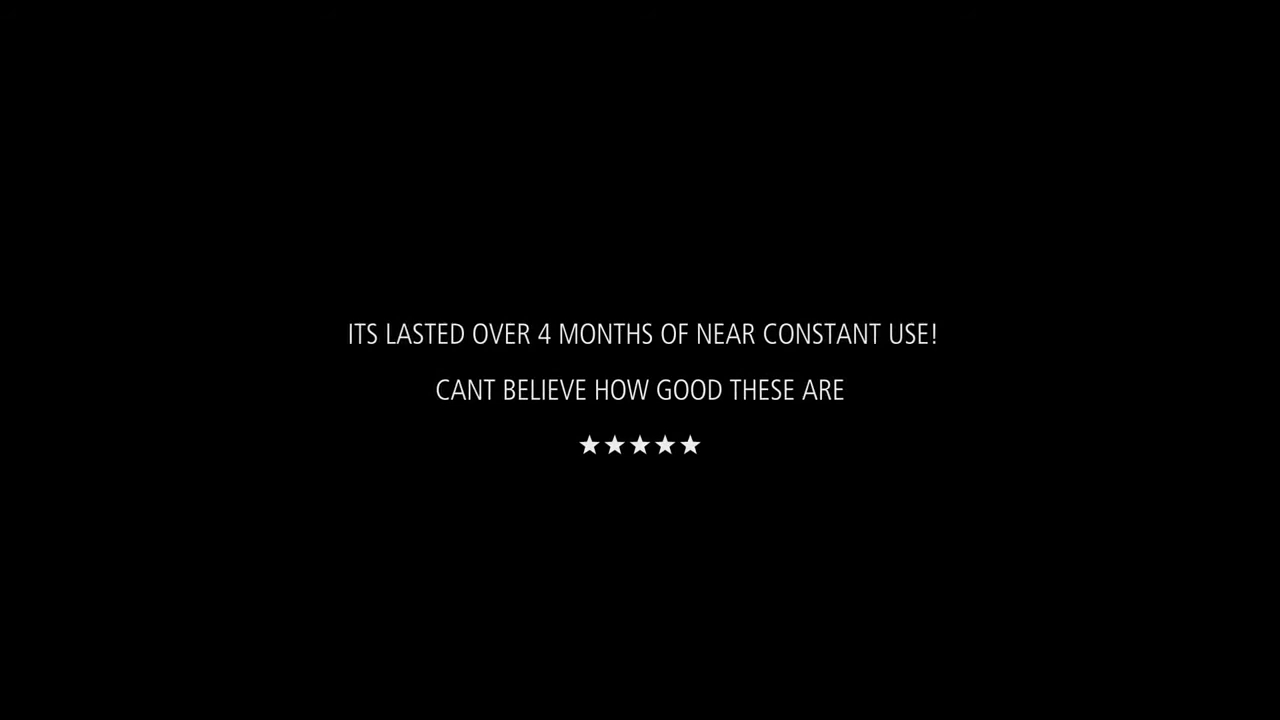 ITS LASTED OVER 4 MONTHS OF NEAR CONSTANT USE!
CANT BELIEVE HOW GOOD THESE ARE
★★★★★